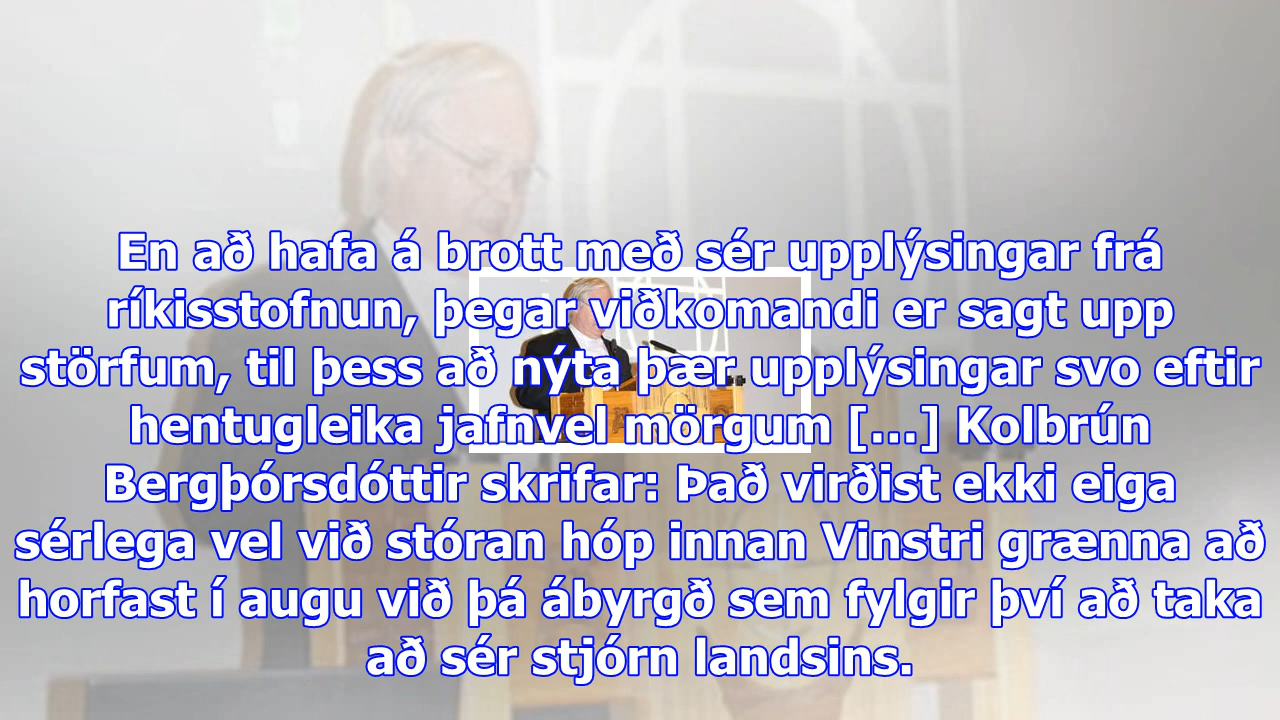 En að hafa á brott með sér upplýsingar frá
ríkisstofnun, þegar viðkomandi er sagt upp
störfum, til þess að nýta þær upplýsingar svo eftir
hentugleika jafnvel mörgum [...] Kolbrún
Bergþórsdóttir skrifar: Það virðist ekki eiga
sérlega vel við stóran hóp innan Vinstri grænna að
horfast í augu við þá ábyrgð sem fylgir því að taka
að sér stjórn landsins.